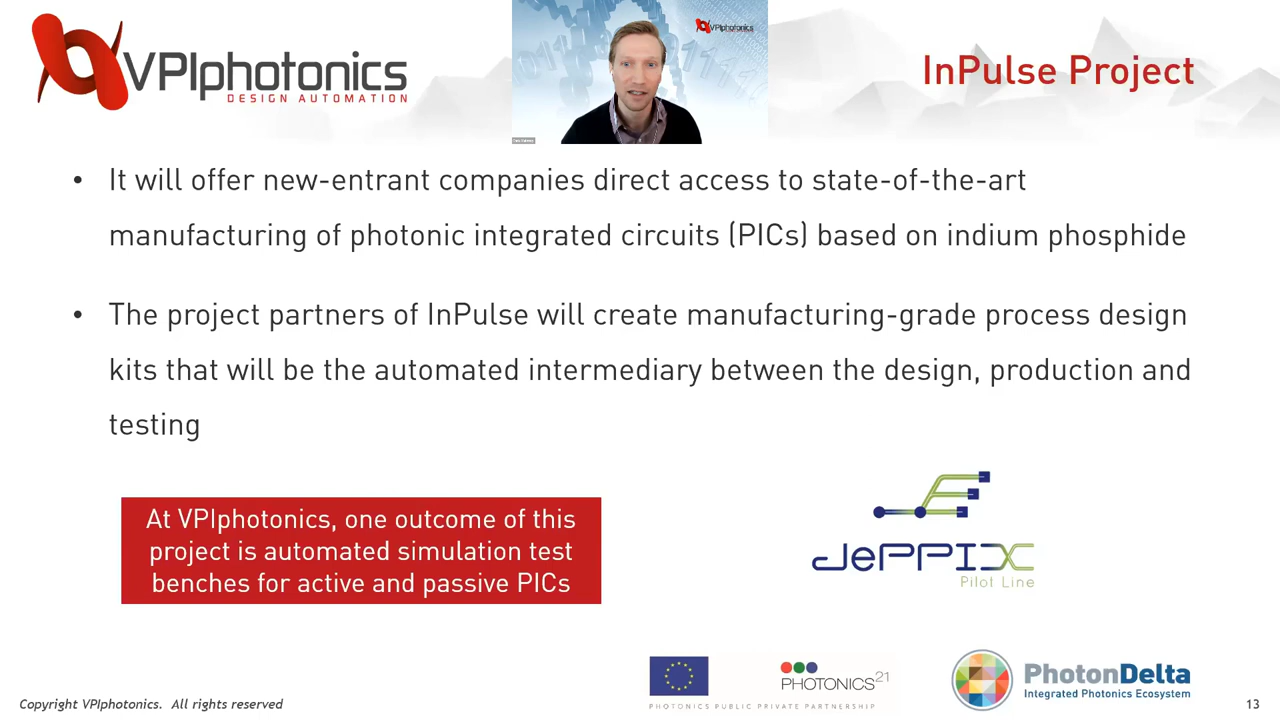 VPIphotonics
DESIGN AUTOMATION
VPIphotonics
InPulse Project
• It will offer new-entrant companies direct access to state-of-the-art
manufacturing of photonic integrated circuits (PICs) based on indium phosphide
• The project partners of InPulse will create manufacturing-grade process design
kits that will be the automated intermediary between the design, production and
testing
At VPIphotonics, one outcome of this
project is automated simulation test
benches for active and passive PICs
JePPIX
Pilot Line
PHOTONICS21
PHOTONICS PUBLIC PRIVATE PARTNERSHIP
PhotonDelta
Integrated Photonics Ecosystem
Copyright VPIphotonics. All rights reserved
13